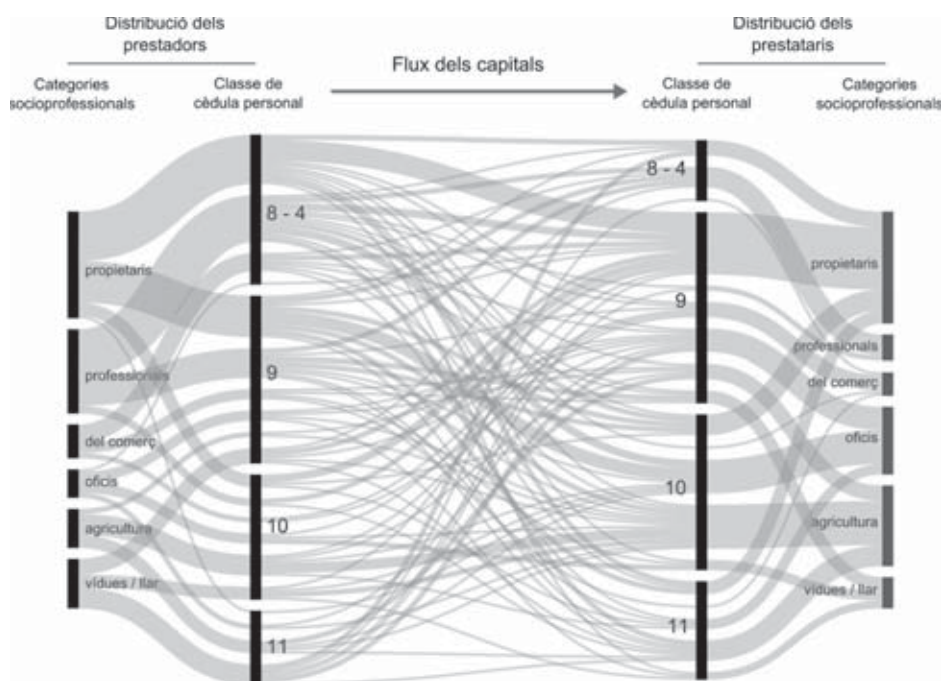 Distribució dels
prestadors
Distribució dels
prestataris
Flux dels capitals
Categories
socioprofessionals
Classe de
cèdula personal
Classe de
cèdula personal
Categories
socioprofessionals
propietaris
professionals
del comerç
oficis
agricultura
vídues / llar
8 - 4
9
10
11
8 - 4
9
10
11
propietaris
professionals
del comerç
oficis
agricultura
vídues / llar